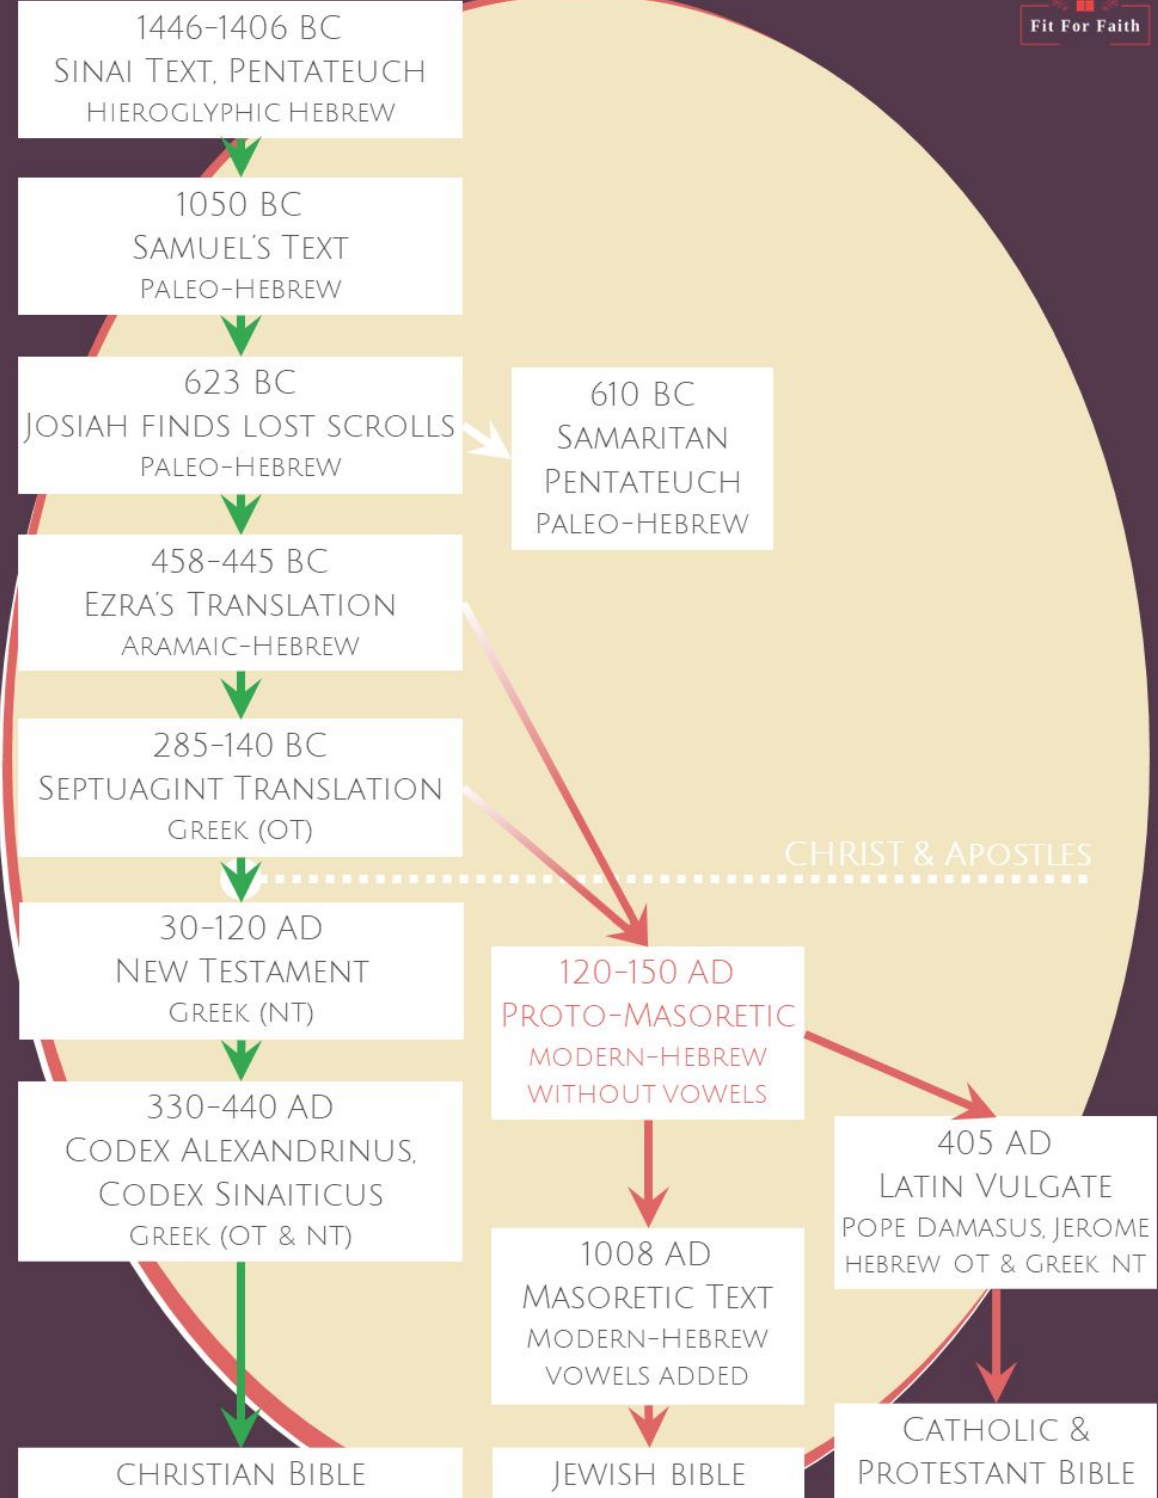 1446-1406 BC
Sinai Text, Pentateuch
Hieroglyphic Hebrew
Fit For Faith
1050 BC
Samuel's Text
Paleo-Hebrew
623 BC
Josiah finds lost scrolls
Paleo-Hebrew
610 BC
Samaritan
Pentateuch
Paleo-Hebrew
458-445 BC
Ezra's Translation
Aramaic-Hebrew
285-140 BC
Septuagint Translation
Greek (OT)
Christ & Apostles
30-120 AD
New Testament
Greek (NT)
120-150 AD
Proto-Masoretic
modern-Hebrew
without vowels
330-440 AD
Codex Alexandrinus,
Codex Sinaiticus
Greek (OT & NT)
405 AD
Latin Vulgate
Pope Damasus, Jerome
Hebrew OT & Greek NT
1008 AD
Masoretic Text
modern-Hebrew
vowels added
Christian Bible
Jewish Bible
Catholic &
Protestant Bible